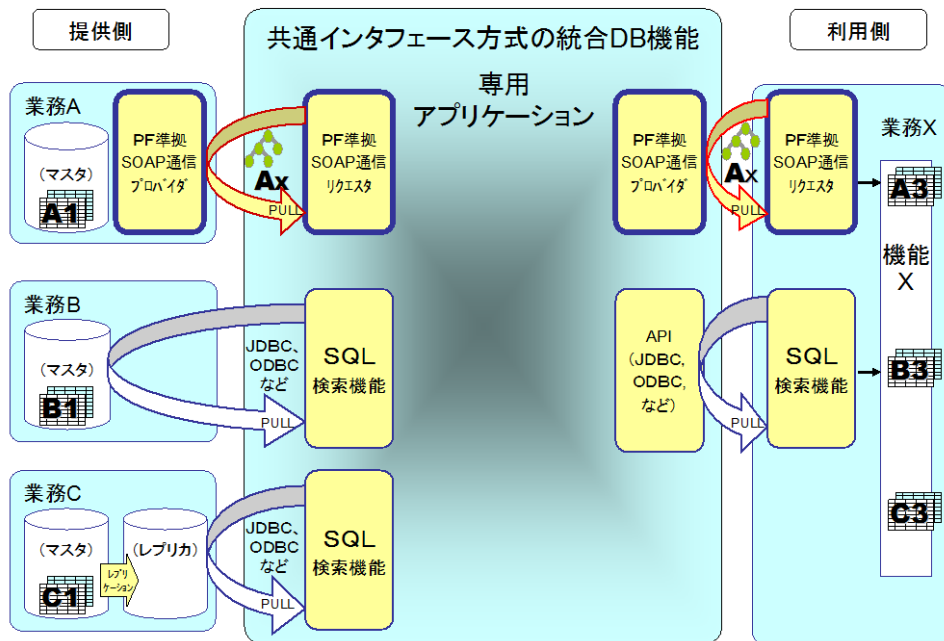 提供側
共通インタフェース方式の統合DB機能
専用
アプリケーション
利用側
業務A
(マスタ)
A1
PF準拠
SOAP通信
プロバイダ
Ax
PULL
PF準拠
SOAP通信
リクエスタ
PF準拠
SOAP通信
プロバイダ
Ax
PULL
PF準拠
SOAP通信
リクエスタ
業務X
A3
機能
X
B3
C3
業務B
(マスタ)
B1
JDBC、
ODBC
など
PULL
SQL
検索機能
API
(JDBC,
ODBC,
など)
PULL
SQL
検索機能
業務C
(マスタ)
C1
レプリ
ケーション
(レプリカ)
JDBC、
ODBC
など
PULL
SQL
検索機能